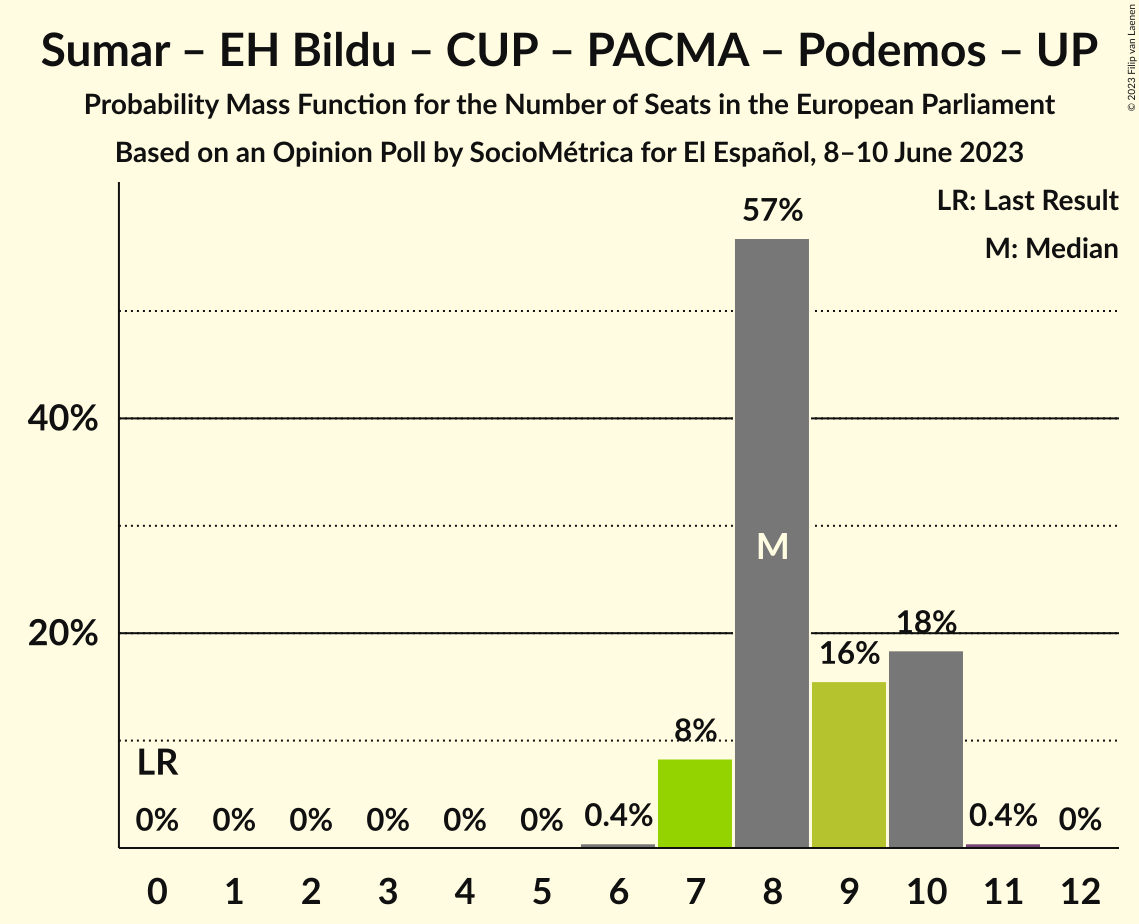 Sumar – EH Bildu – CUP – PACMA – Podemos – UP
Probability Mass Function for the Number of Seats in the European Parliament
Based on an Opinion Poll by SocioMétrica for El Español, 8–10 June 2023
© 2023 Filip van Laenen
LR: Last Result
M: Median
57%
40%
M
20%
18%
16%
8%
LR
0% 0% 0% 0% 0% 0% 0.4% 0.4% 0%
0 1 2 3 4 5 6 7 8 9 10 11 12